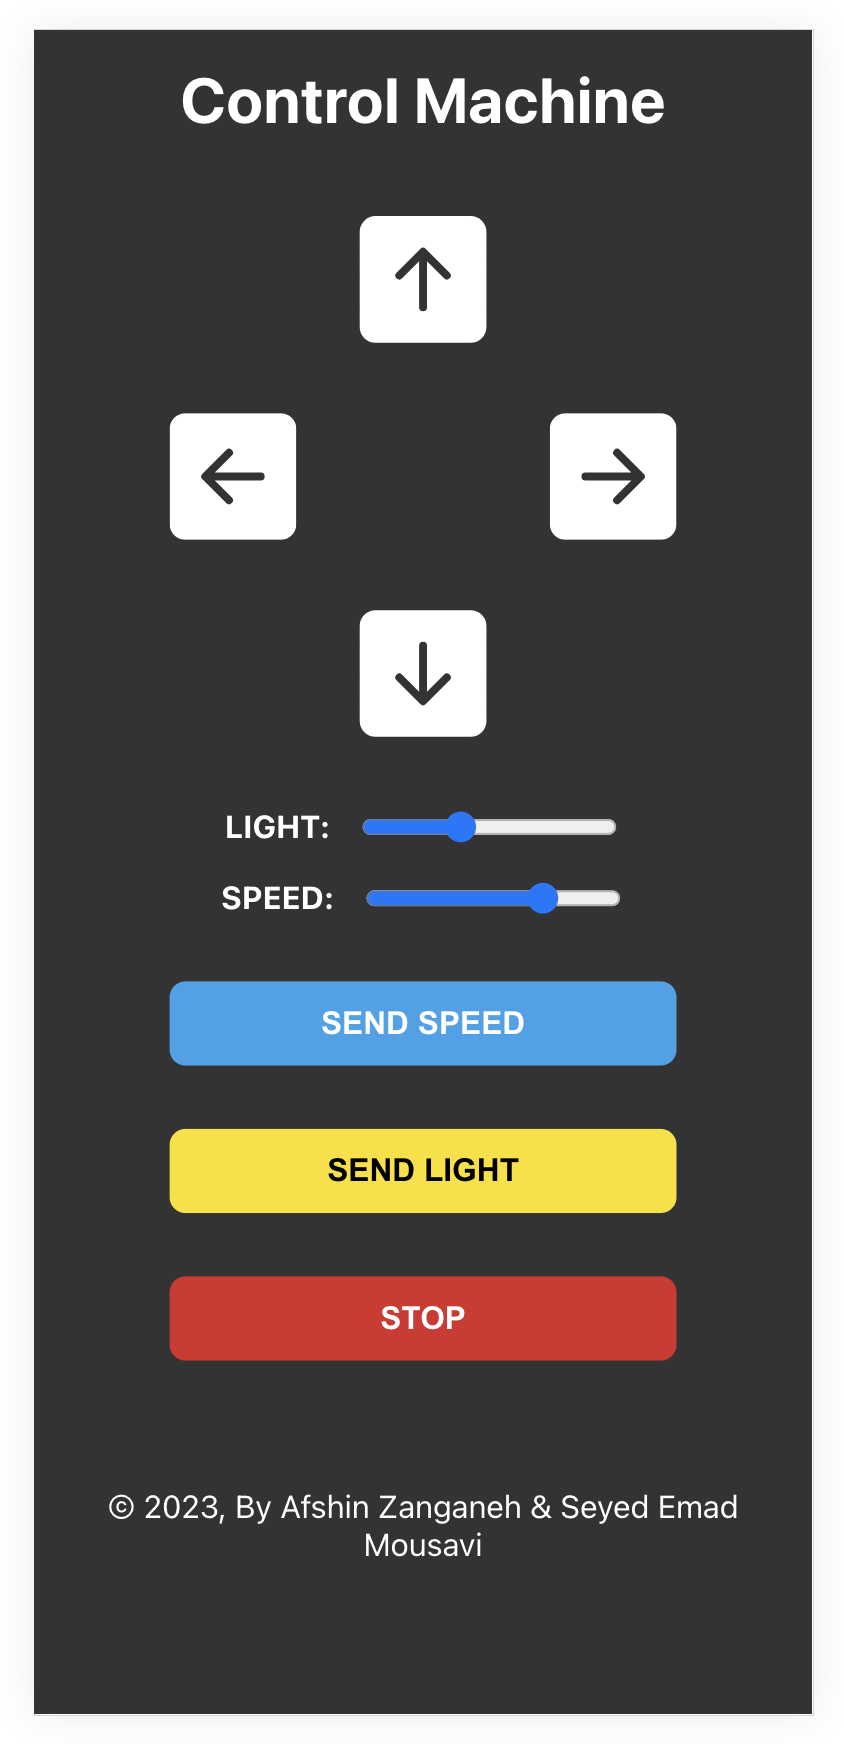 Control Machine
LIGHT:
SPEED:
SEND SPEED
SEND LIGHT
STOP
© 2023, By Afshin Zanganeh & Seyed Emad
Mousavi